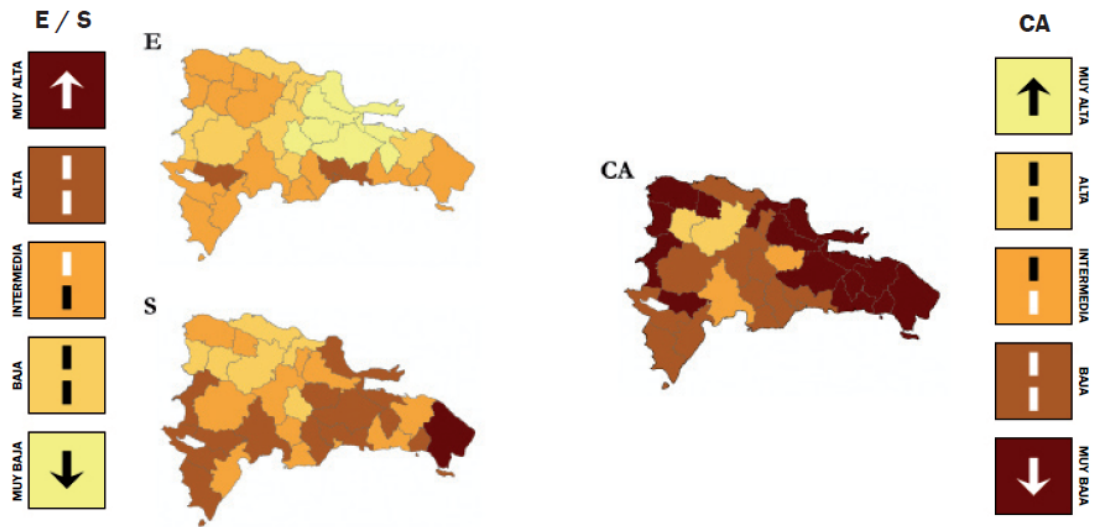 E / S
MUY ALTA
ALTA
INTERMEDIA
BAJA
MUY BAJA
E
S
CA
CA
MUY
ALTA
ALTA
INTERMEDIA
BAJA
MUY
BAJA